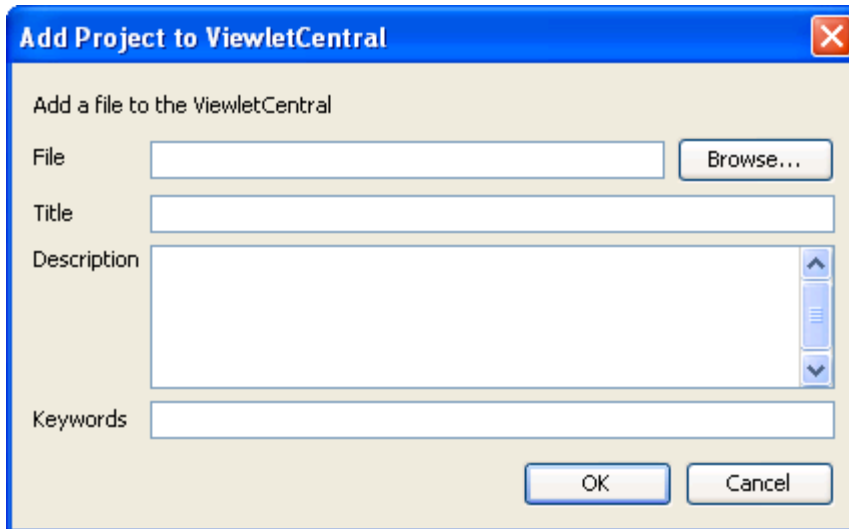 Add Project to ViewletCentral
Add a file to the ViewletCentral
File
Browse...
Title
Description
Keywords
OK
Cancel